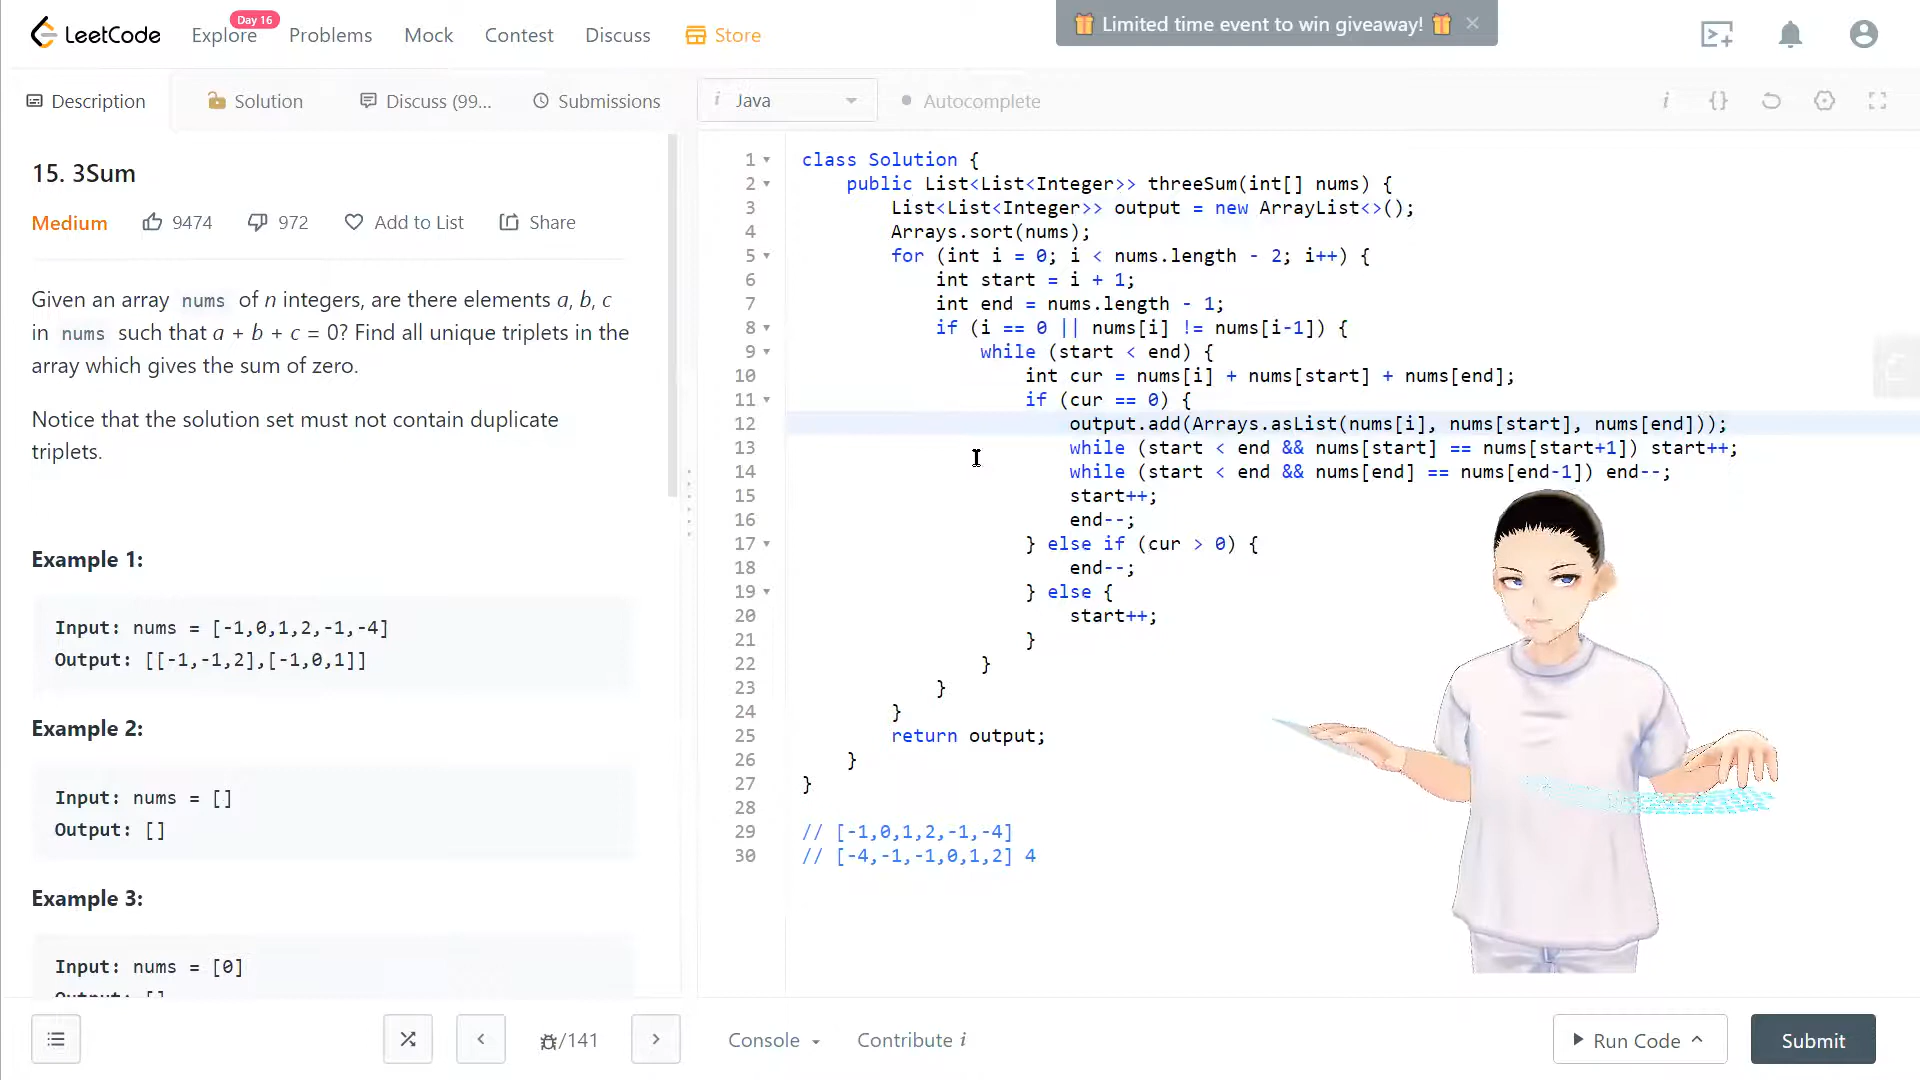 LeetCode
Explore
Day 16
Problems
Mock
Contest
Discuss
Store
Limited time event to win giveaway!
Description
Solution
Discuss (99...
Submissions
i Java
Autocomplete
15. 3Sum
Medium
9474
972
Add to List
Share
Given an array nums of n integers, are there elements a, b, c
in nums such that a + b + c = 0? Find all unique triplets in the
array which gives the sum of zero.
Notice that the solution set must not contain duplicate
triplets.
Example 1:
Input: nums = [-1,0,1,2,-1,-4]
Output: [[-1,-1,2],[-1,0,1]]
Example 2:
Input: nums = []
Output: []
Example 3:
Input: nums = [0]
1 class Solution {
2 public List<List<Integer>> threeSum(int[] nums) {
3 List<List<Integer>> output = new ArrayList<>();
4 Arrays.sort(nums);
5 for (int i = 0; i < nums.length - 2; i++) {
6 int start = i + 1;
7 int end = nums.length - 1;
8 if (i == 0 || nums[i] != nums[i-1]) {
9 while (start < end) {
10 int cur = nums[i] + nums[start] + nums[end];
11 if (cur == 0) {
12 output.add(Arrays.asList(nums[i], nums[start], nums[end]));
13 while (start < end && nums[start] == nums[start+1]) start++;
14 while (start < end && nums[end] == nums[end-1]) end--;
15 start++;
16 end--;
17 } else if (cur > 0) {
18 end--;
19 } else {
20 start++;
21 }
22 }
23 }
24 }
25 return output;
26 }
27 }
28
29 // [-1,0,1,2,-1,-4]
30 // [-4,-1,-1,0,1,2] 4
/141
Console
Contribute i
Run Code
Submit